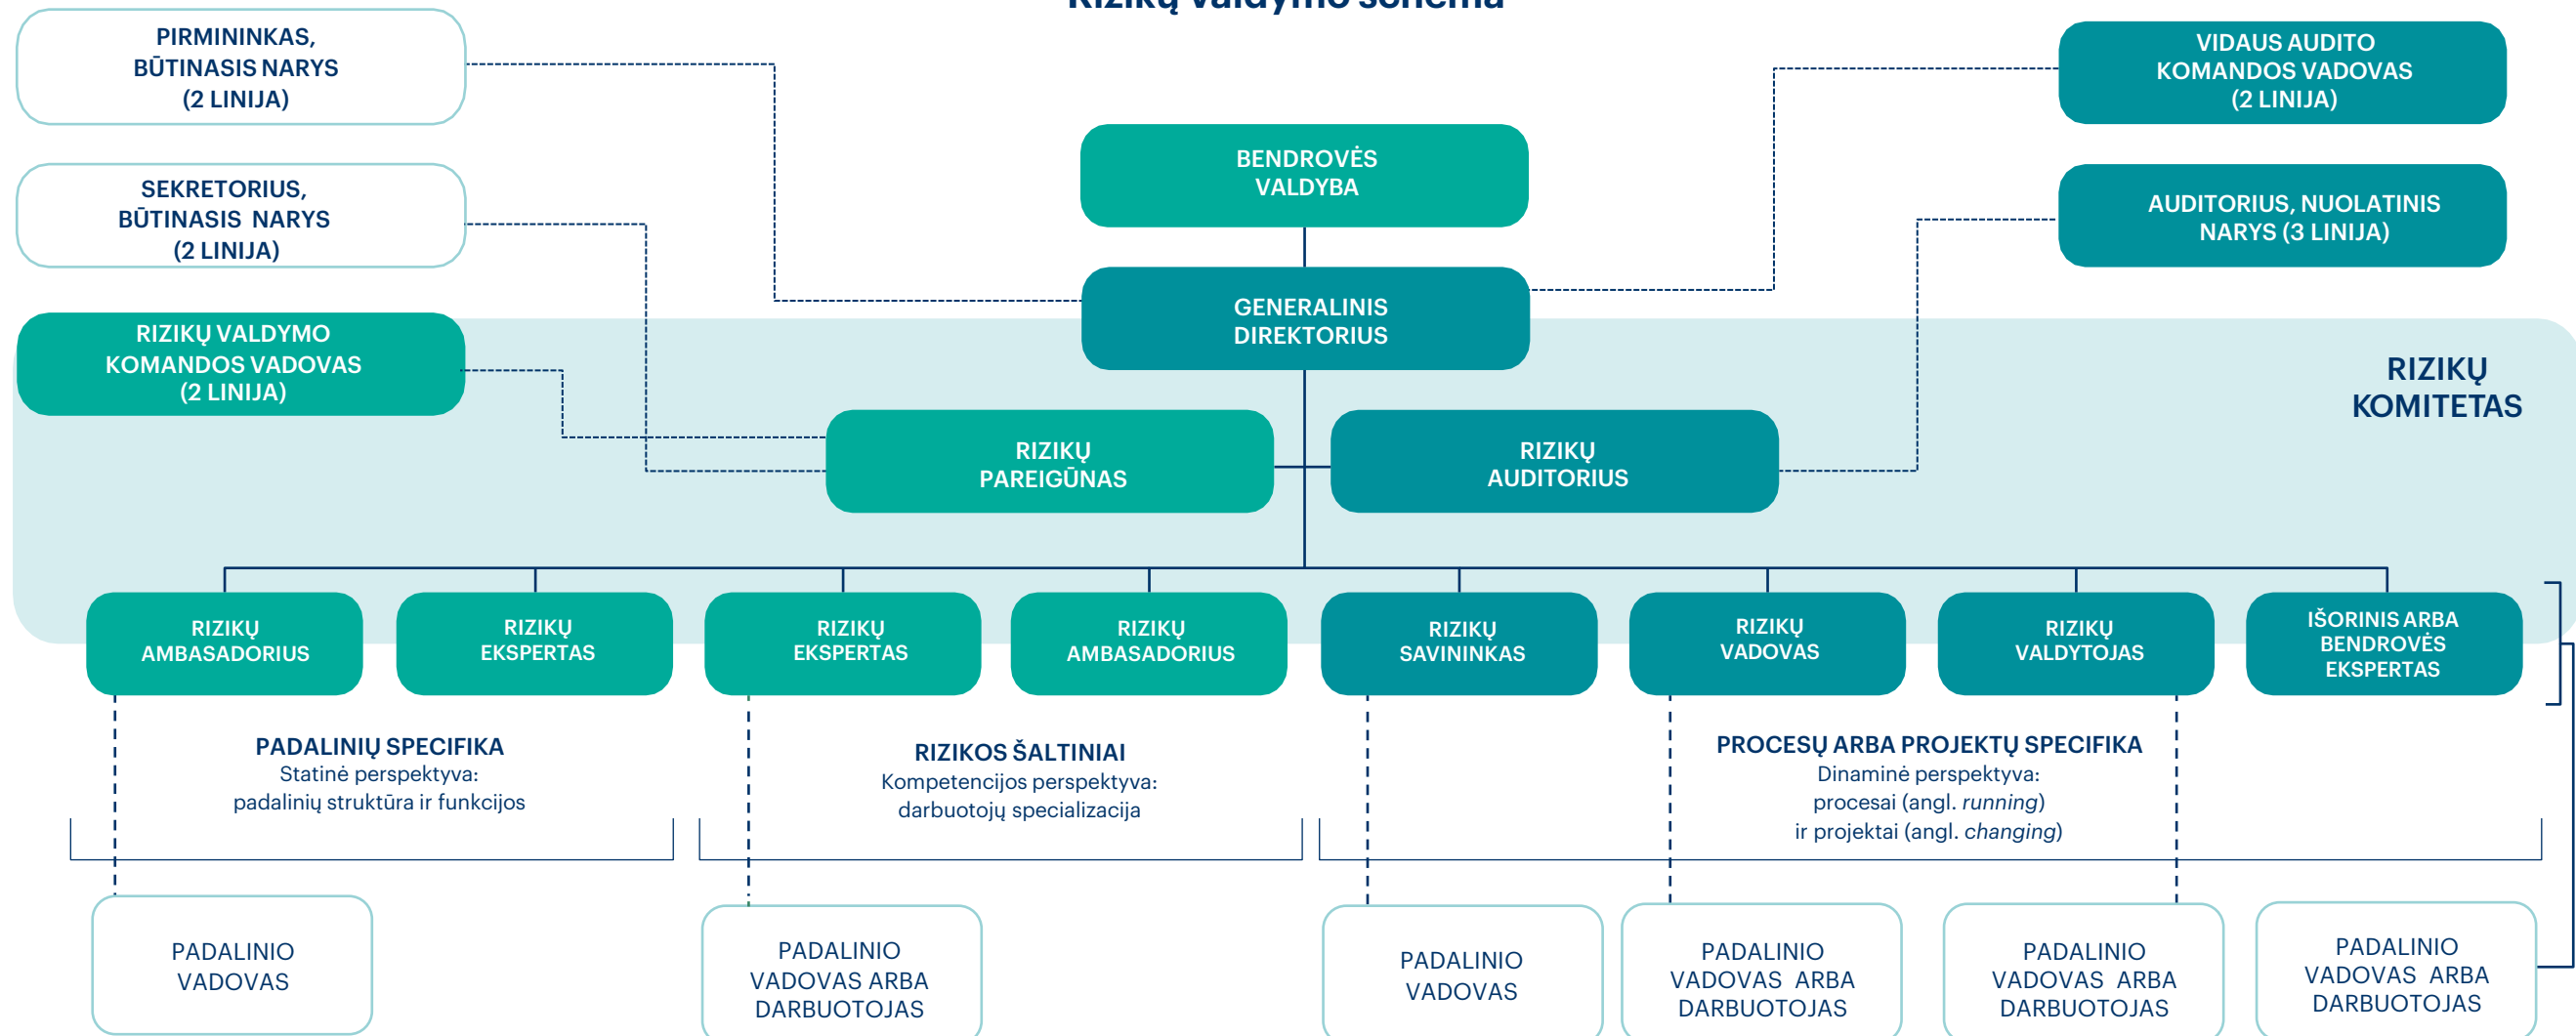 Rizikų valdymo schema
PIRMININKAS,
BŪTINASIS NARYS
(2 LINIJA)
VIDAUS AUDITO
KOMANDOS VADOVAS
(2 LINIJA)
BENDROVĖS
VALDYBA
SEKRETORIUS,
BŪTINASIS NARYS
(2 LINIJA)
AUDITORIUS, NUOLATINIS
NARYS (3 LINIJA)
GENERALINIS
DIREKTORIUS
RIZIKŲ VALDYMO
KOMANDOS VADOVAS
(2 LINIJA)
RIZIKŲ
KOMITETAS
RIZIKŲ
PAREIGŪNAS
RIZIKŲ
AUDITORIUS
RIZIKŲ
AMBASADORIUS
RIZIKŲ
EKSPERTAS
RIZIKŲ
EKSPERTAS
RIZIKŲ
AMBASADORIUS
RIZIKŲ
SAVININKAS
RIZIKŲ
VADOVAS
RIZIKŲ
VALDYTOJAS
IŠORINIS ARBA
BENDROVĖS
EKSPERTAS
PADALINIŲ SPECIFIKA
Statinė perspektyva:
padalinių struktūra ir funkcijos
RIZIKOS ŠALTINIAI
Kompetencijos perspektyva:
darbuotojų specializacija
PROCESŲ ARBA PROJEKTŲ SPECIFIKA
Dinaminė perspektyva:
procesai (angl. running)
ir projektai (angl. changing)
PADALINIO
VADOVAS
PADALINIO
VADOVAS ARBA
DARBUOTOJAS
PADALINIO
VADOVAS
PADALINIO
VADOVAS ARBA
DARBUOTOJAS
PADALINIO
VADOVAS ARBA
DARBUOTOJAS
PADALINIO
VADOVAS ARBA
DARBUOTOJAS